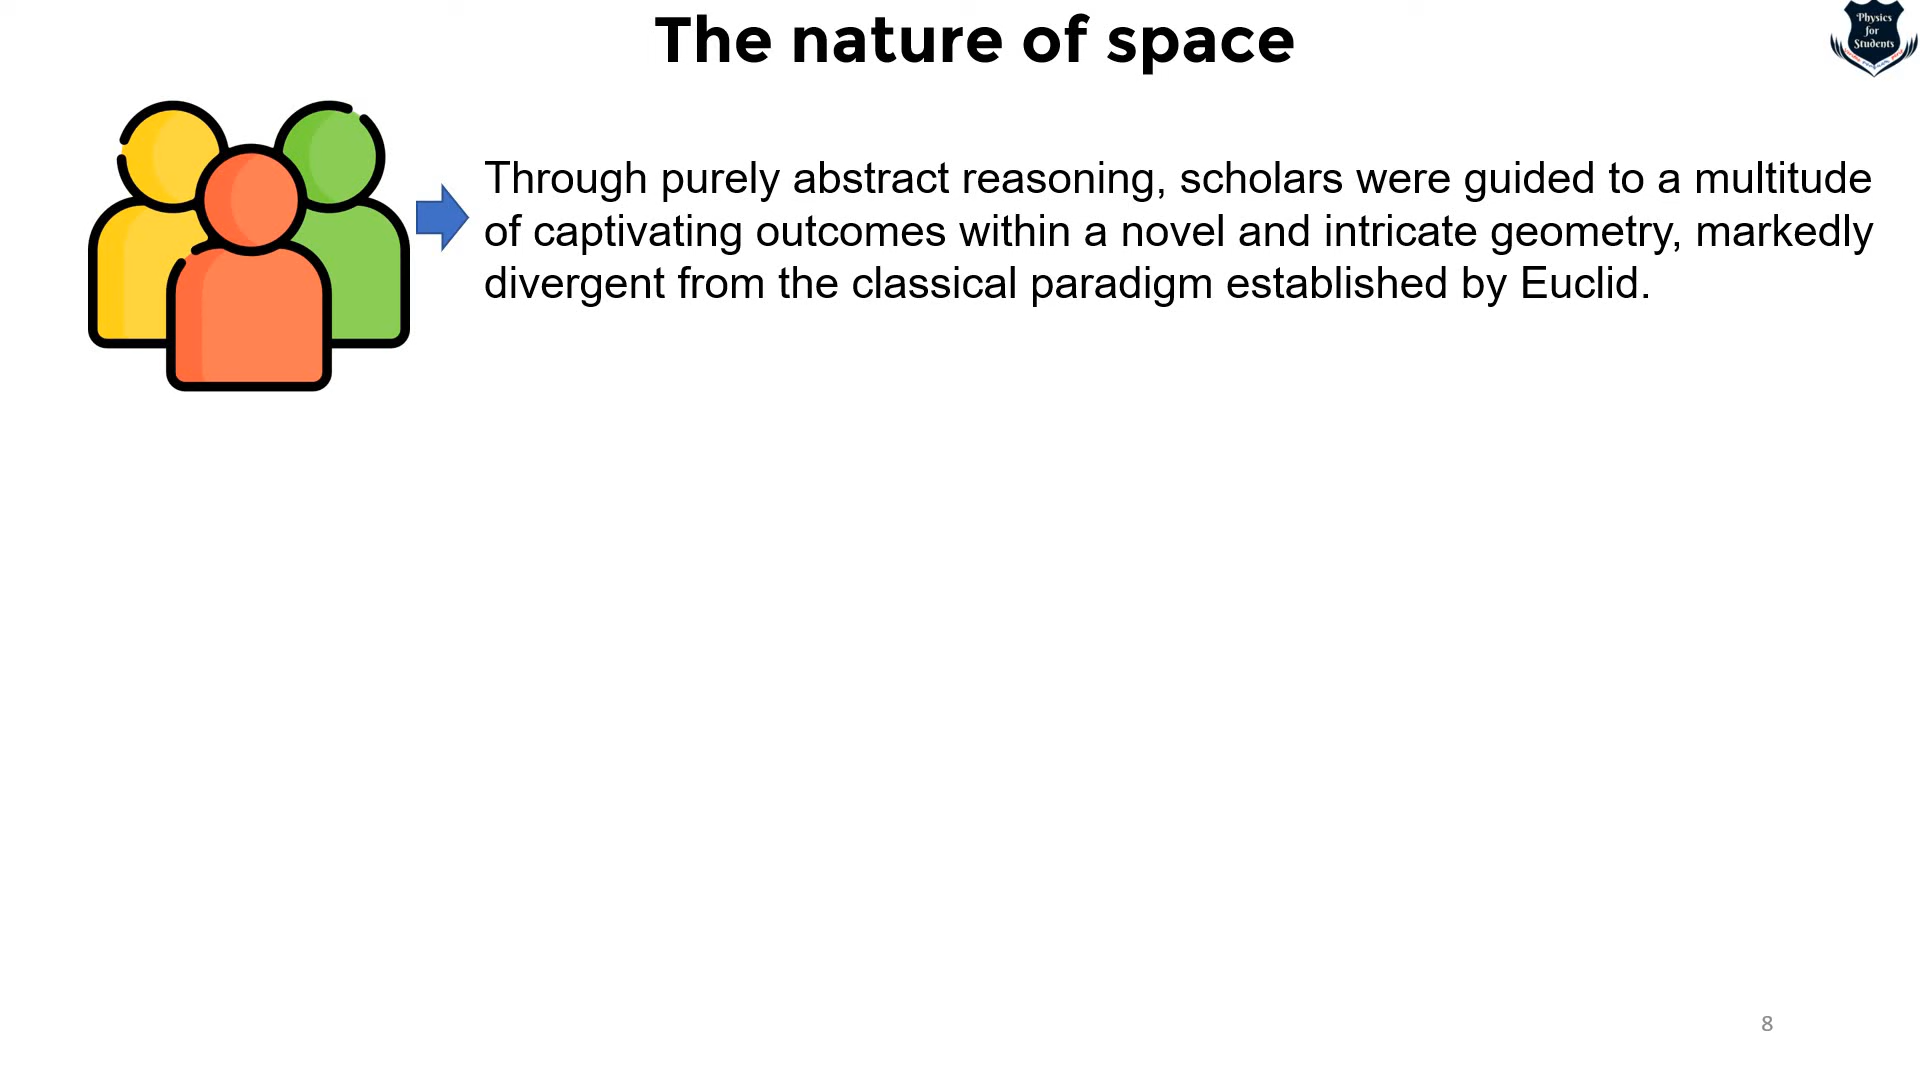 The nature of space
Physics
for
Students
Through purely abstract reasoning, scholars were guided to a multitude
of captivating outcomes within a novel and intricate geometry, markedly
divergent from the classical paradigm established by Euclid.
8